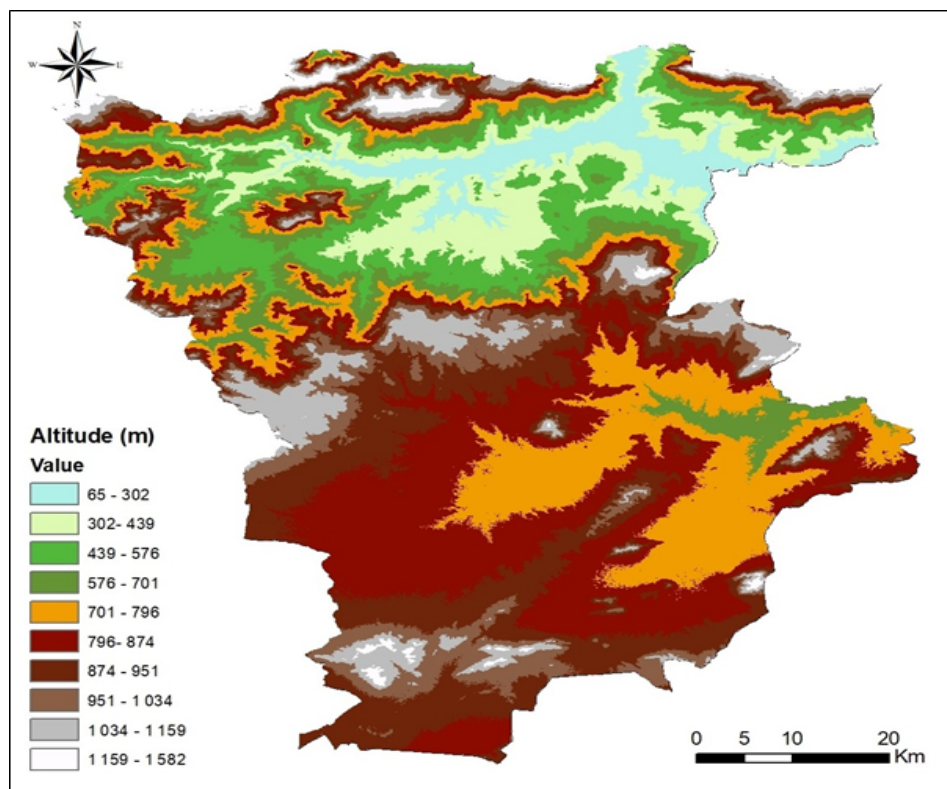 N
W E
S
Altitude (m)
Value
65 - 302
302- 439
439 - 576
576 - 701
701 - 796
796- 874
874 - 951
951 - 1 034
1 034 - 1 159
1 159 - 1 582
0 5 10 20
Km